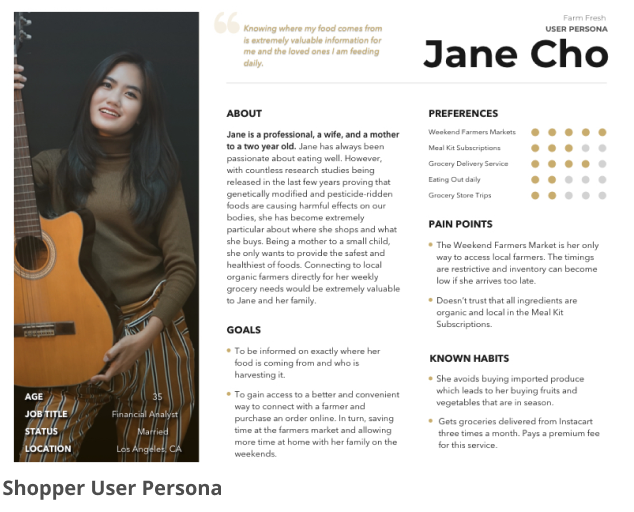 Farm Fresh
USER PERSONA
Jane Cho
Knowing where my food comes from
is extremely valuable information for
me and the loved ones I am feeding
daily.
ABOUT
Jane is a professional, a wife, and a mother
to a two year old. Jane has always been
passionate about eating well. However,
with countless research studies being
released in the last few years proving that
genetically modified and pesticide-ridden
foods are causing harmful effects on our
bodies, she has become extremely
particular about where she shops and what
she buys. Being a mother to a small child,
she only wants to provide the safest and
healthiest of foods. Connecting to local
organic farmers directly for her weekly
grocery needs would be extremely valuable
to Jane and her family.
GOALS
To be informed on exactly where her
food is coming from and who is
harvesting it.
To gain access to a better and convenient
way to connect with a farmer and
purchase an order online. In turn, saving
time at the farmers market and allowing
more time at home with her family on the
weekends.
PREFERENCES
Weekend Farmers Markets
Meal Kit Subscriptions
Grocery Delivery Service
Eating Out daily
Grocery Store Trips
PAIN POINTS
The Weekend Farmers Market is her only
way to access local farmers. The timings
are restrictive and inventory can become
low if she arrives too late.
Doesn't trust that all ingredients are
organic and local in the Meal Kit
Subscriptions.
KNOWN HABITS
She avoids buying imported produce
which leads to her buying fruits and
vegetables that are in season.
Gets groceries delivered from Instacart
three times a month. Pays a premium fee
for this service.
AGE 35
JOB TITLE Financial Analyst
STATUS Married
LOCATION Los Angeles, CA
Shopper User Persona